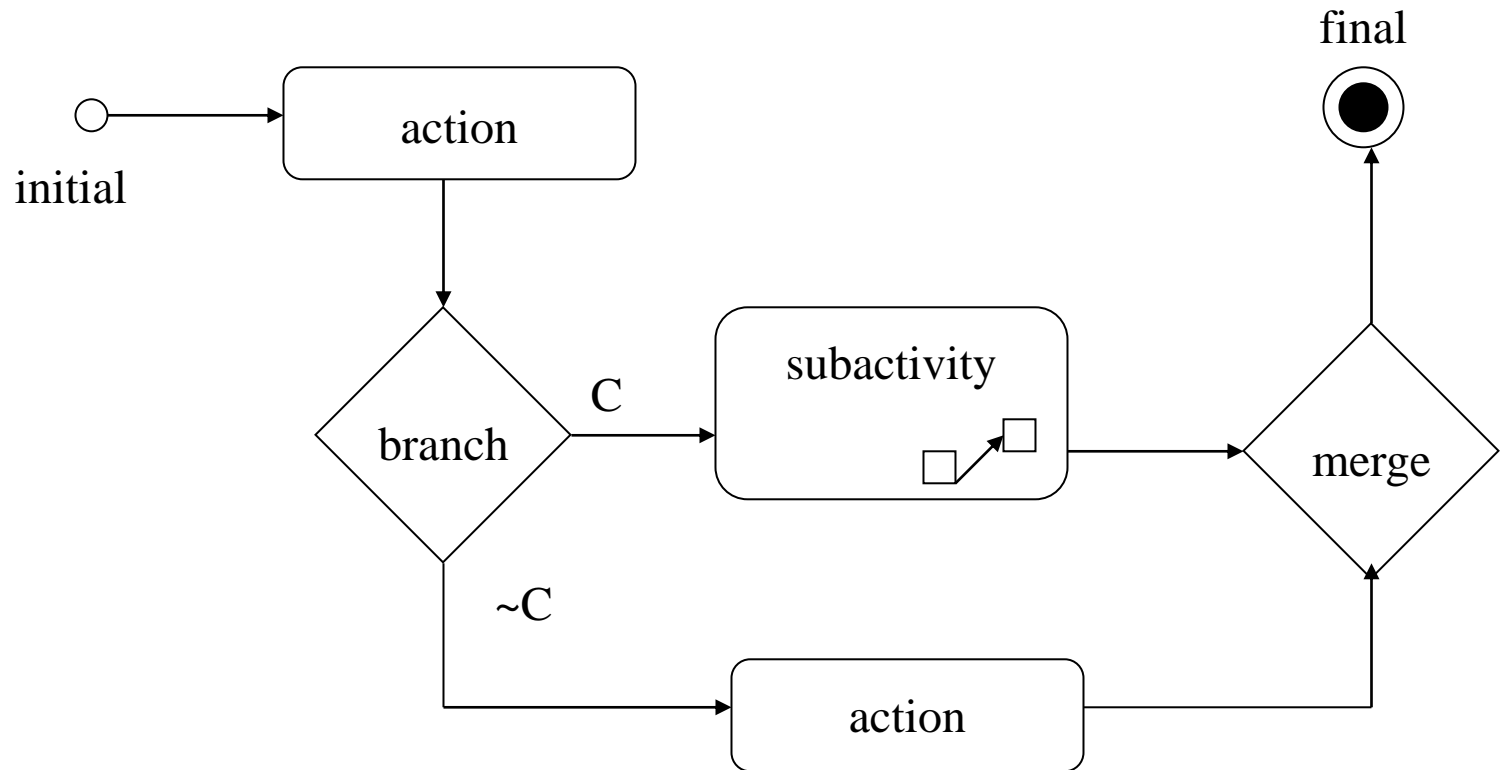 final
action
initial
subactivity
C
branch
merge
~C
action